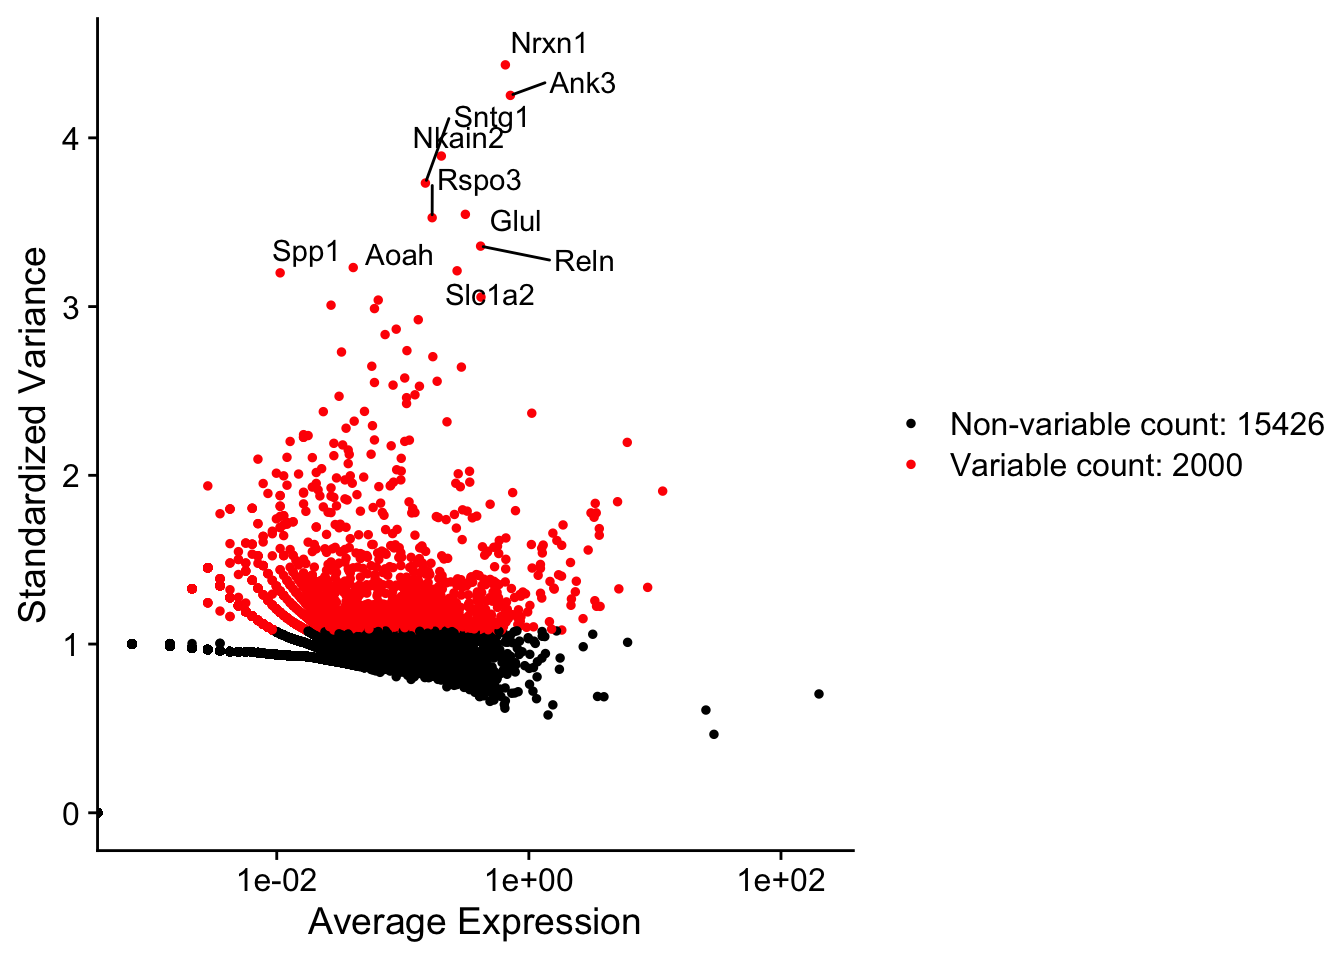 Nrxn1
Ank3
Sntg1
Nkain2
Rspo3
Glul
Spp1
Aoah
Reln
Slc1a2
4
3
2
1
0
Standardized Variance
1e-02
1e+00
1e+02
Average Expression
Non-variable count: 15426
Variable count: 2000